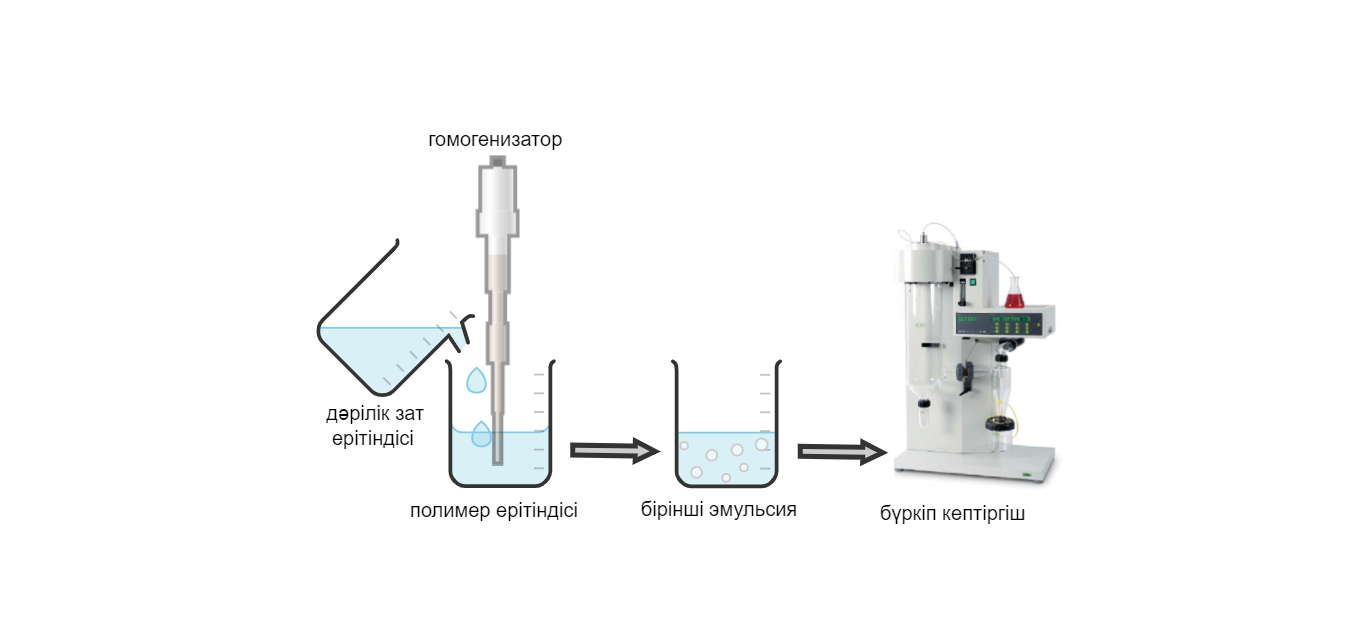 гомогенизатор
дәрілік зат
ерітіндісі
полимер ерітіндісі
бірінші эмульсия
бүркіп кептіргіш